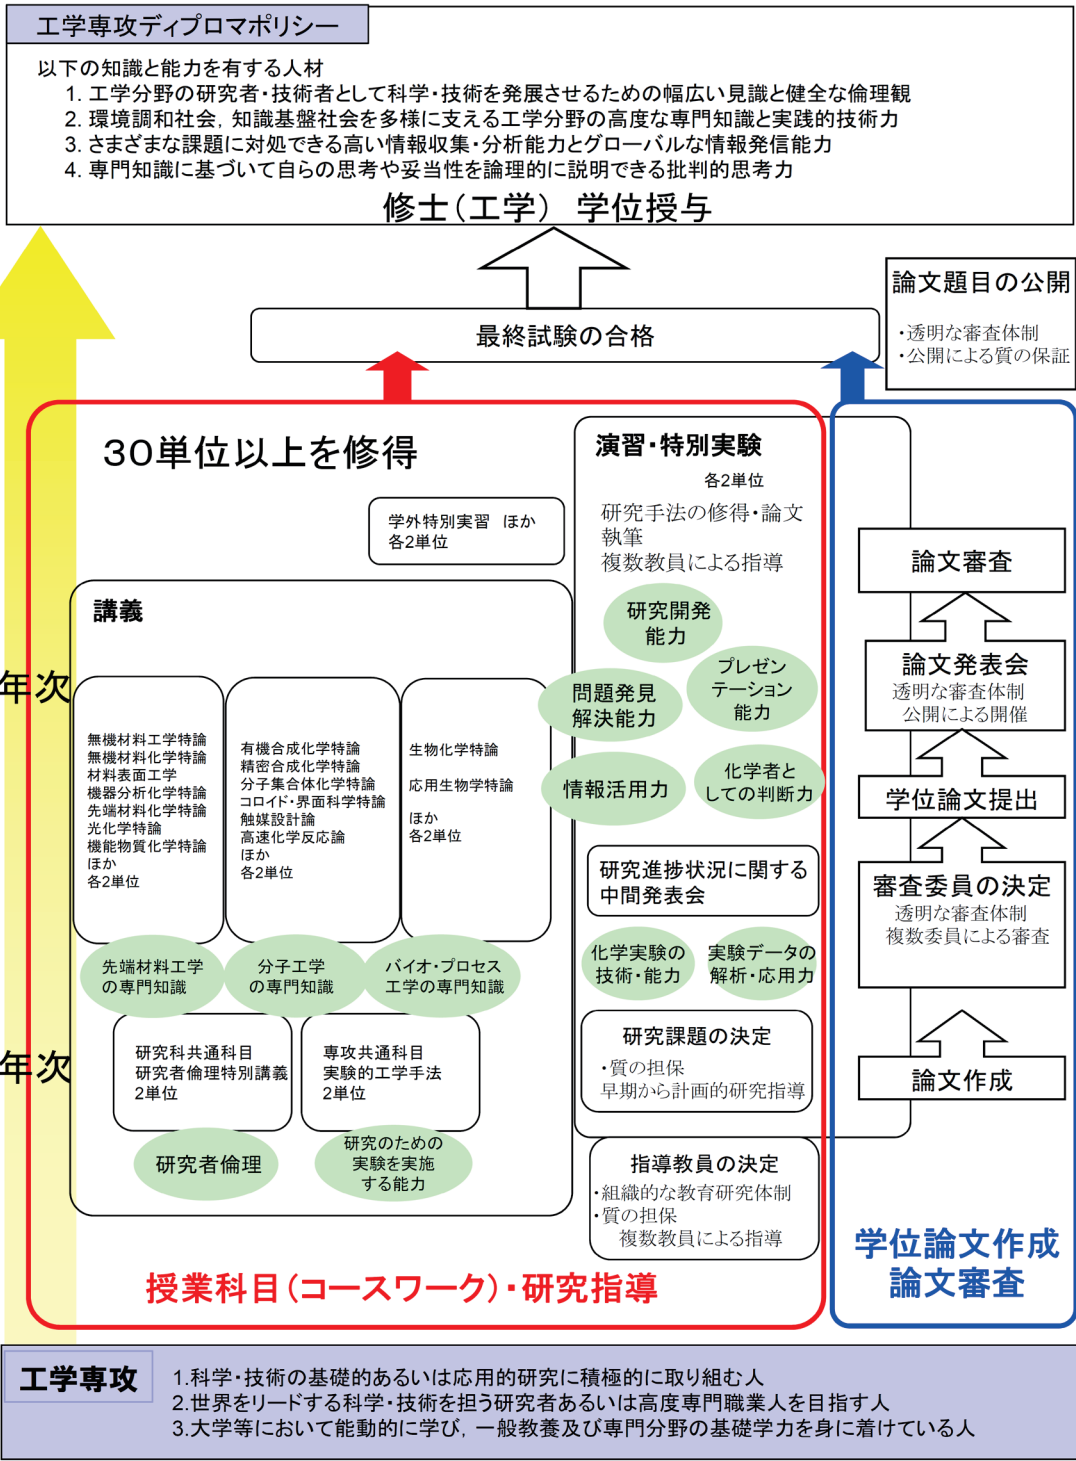 工学専攻ディプロマポリシー
以下の知識と能力を有する人材
1. 工学分野の研究者・技術者として科学・技術を発展させるための幅広い見識と健全な倫理観
2. 環境調和社会, 知識基盤社会を多様に支える工学分野の高度な専門知識と実践的技術力
3. さまざまな課題に対処できる高い情報収集・分析能力とグローバルな情報発信能力
4. 専門知識に基づいて自らの思考や妥当性を論理的に説明できる批判的思考力
修士(工学) 学位授与
論文題目の公開
・透明な審査体制
・公開による質の保証
最終試験の合格
30単位以上を修得
学外特別実習 ほか
各2単位
講義
年次
無機材料工学特論
無機材料化学特論
材料表面工学
機器分析化学特論
先端材料化学特論
光化学特論
機能物質化学特論
ほか
各2単位
有機合成化学特論
精密合成化学特論
分子集合体化学特論
コロイド・界面科学特論
触媒設計論
高速化学反応論
ほか
各2単位
生物化学特論
応用生物学特論
ほか
各2単位
先端材料工学
の専門知識
分子工学
の専門知識
バイオ・プロセス
工学の専門知識
年次
研究科共通科目
研究者倫理特別講義
2単位
専攻共通科目
実験的工学手法
2単位
研究者倫理
研究のための
実験を実施
する能力
演習・特別実験
各2単位
研究手法の修得・論文
執筆
複数教員による指導
研究開発
能力
プレゼン
テーション
能力
問題発見
解決能力
情報活用力
化学者と
しての判断力
研究進捗状況に関する
中間発表会
化学実験の
技術・能力
実験データの
解析・応用力
研究課題の決定
・質の担保
早期から計画的研究指導
指導教員の決定
・組織的な教育研究体制
・質の担保
複数教員による指導
授業科目(コースワーク)・研究指導
論文審査
論文発表会
透明な審査体制
公開による開催
学位論文提出
審査委員の決定
透明な審査体制
複数委員による審査
論文作成
学位論文作成
論文審査
工学専攻
1.科学・技術の基礎的あるいは応用的研究に積極的に取り組む人
2.世界をリードする科学・技術を担う研究者あるいは高度専門職業人を目指す人
3.大学等において能動的に学び, 一般教養及び専門分野の基礎学力を身に着けている人